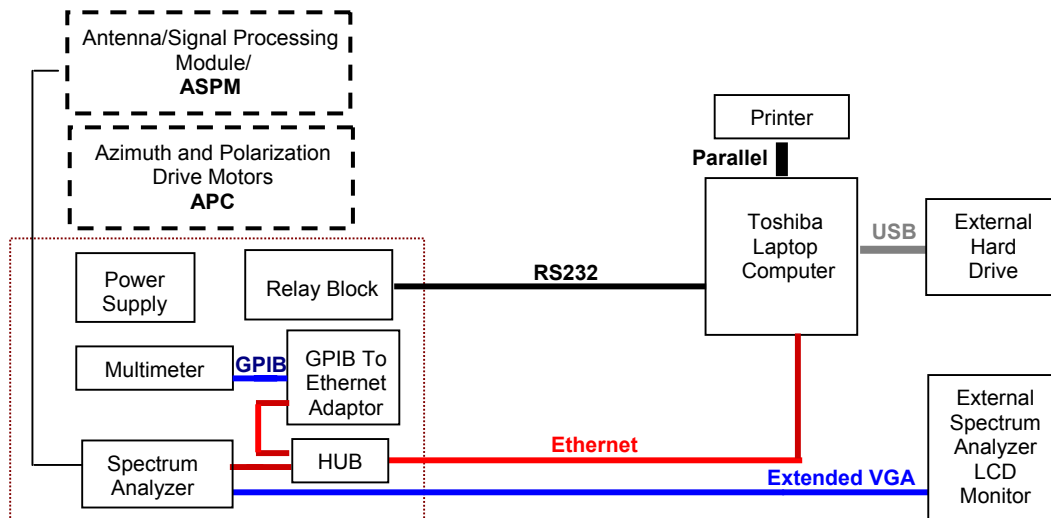 Antenna/Signal Processing
Module/
ASPM
Azimuth and Polarization
Drive Motors
APC
Printer
Parallel
Toshiba
Laptop
Computer
USB
External
Hard
Drive
Power
Supply
Relay Block
RS232
Multimeter
GPIB
GPIB To
Ethernet
Adaptor
External
Spectrum
Analyzer
LCD
Monitor
Spectrum
Analyzer
HUB
Ethernet
Extended VGA